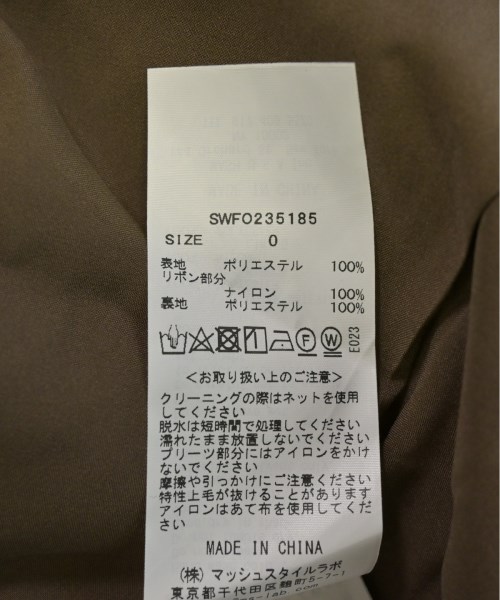 SWFO235185
SIZE 0
表地 ポリエステル 100%
リボン部分
ナイロン 100%
裏地 ポリエステル 100%
F W E023
<お取り扱い上のご注意>
クリーニングの際はネットを使用
してください
脱水は短時間で処理してください
濡れたまま放置しないでください
プリーツ部分にはアイロンをかけ
ないでください
摩擦や引っかけにご注意ください
特性上毛が抜けることがあります
アイロンはあて布を使用してくだ
さい
MADE IN CHINA
(株) マッシュスタイルラボ
東京都千代田区麹町5-7-1